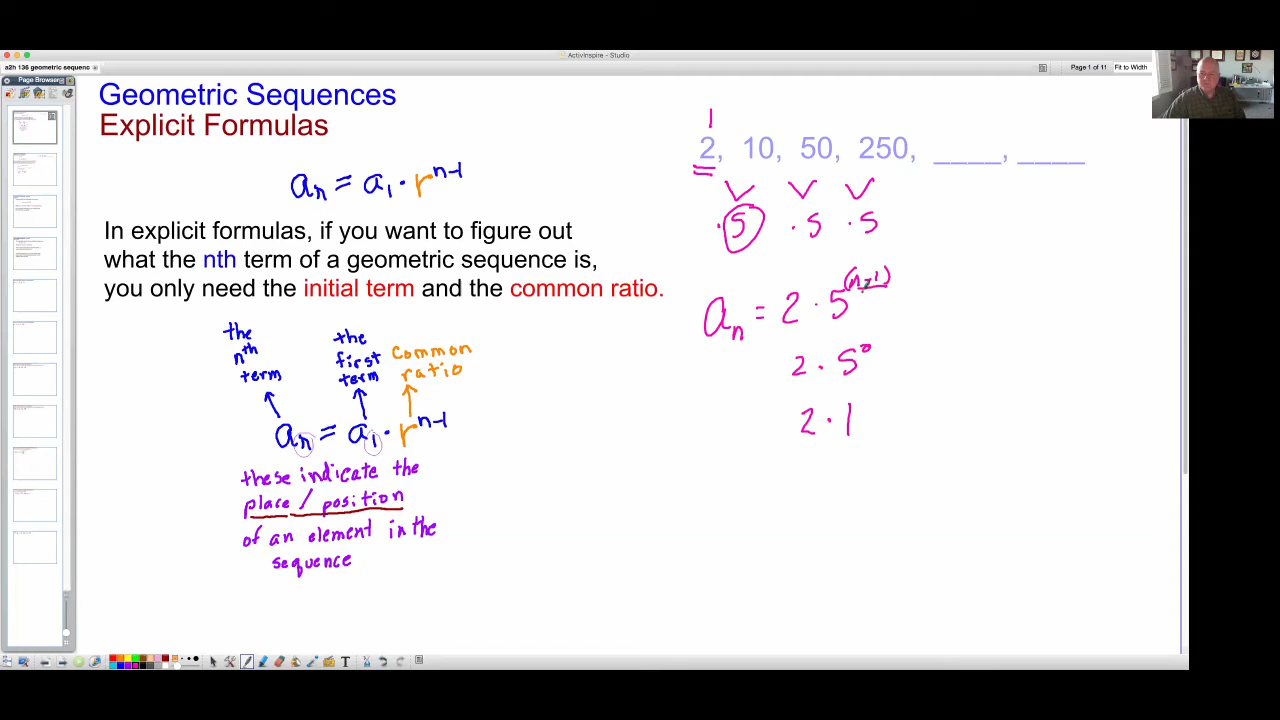 ActivInspire - Studio
a2h 136 geometric sequenc
Page 1 of 11
Fit to Width
Page Browser
Geometric Sequences
Explicit Formulas
aₙ = a₁ · rⁿ⁻¹
In explicit formulas, if you want to figure out
what the nth term of a geometric sequence is,
you only need the initial term and the common ratio.
the nᵗʰ term
the first term
common ratio
aₙ = a₁ · rⁿ⁻¹
these indicate the
place / position
of an element in the
sequence
1
2, 10, 50, 250, ____, ____
· 5 · 5 · 5
aₙ = 2 · 5⁽ⁿ⁻¹⁾
2 · 5⁰
2 · 1